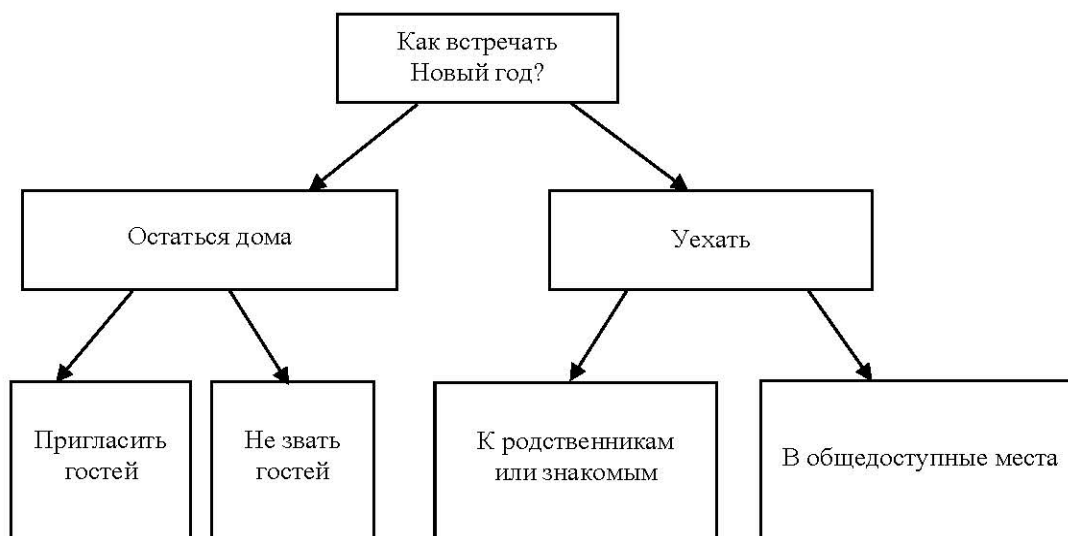 Как встречать
Новый год?
Остаться дома
Уехать
Пригласить
гостей
Не звать
гостей
К родственникам
или знакомым
В общедоступные места